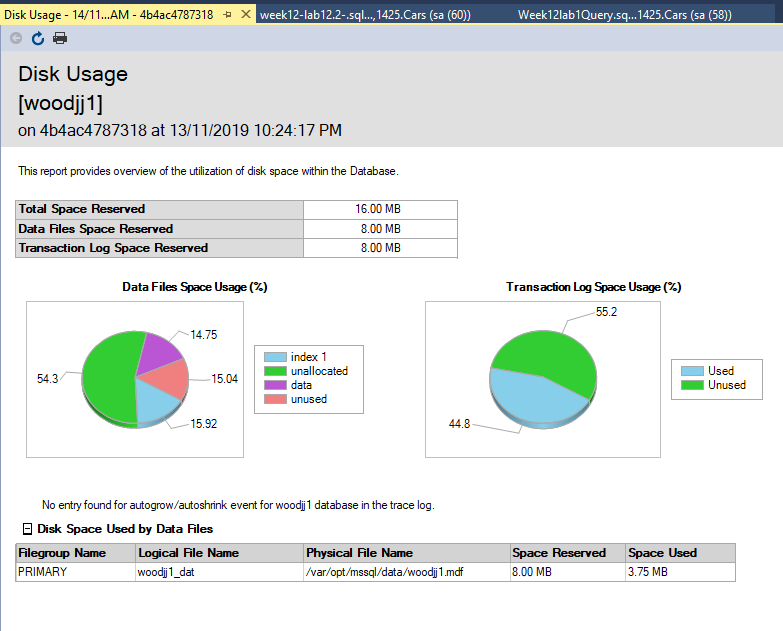 Disk Usage - 14/11...AM - 4b4ac4787318
week12-lab12.2-.sql...,1425.Cars (sa (60))
Week12lab1Query.sq...1425.Cars (sa (58))
Disk Usage
[woodjj1]
on 4b4ac4787318 at 13/11/2019 10:24:17 PM
This report provides overview of the utilization of disk space within the Database.
Total Space Reserved 16.00 MB
Data Files Space Reserved 8.00 MB
Transaction Log Space Reserved 8.00 MB
Data Files Space Usage (%)
14.75
54.3
15.04
15.92
index 1
unallocated
data
unused
Transaction Log Space Usage (%)
55.2
44.8
Used
Unused
No entry found for autogrow/autoshrink event for woodjj1 database in the trace log.
Disk Space Used by Data Files
Filegroup Name Logical File Name Physical File Name Space Reserved Space Used
PRIMARY woodjj1_dat /var/opt/mssql/data/woodjj1.mdf 8.00 MB 3.75 MB